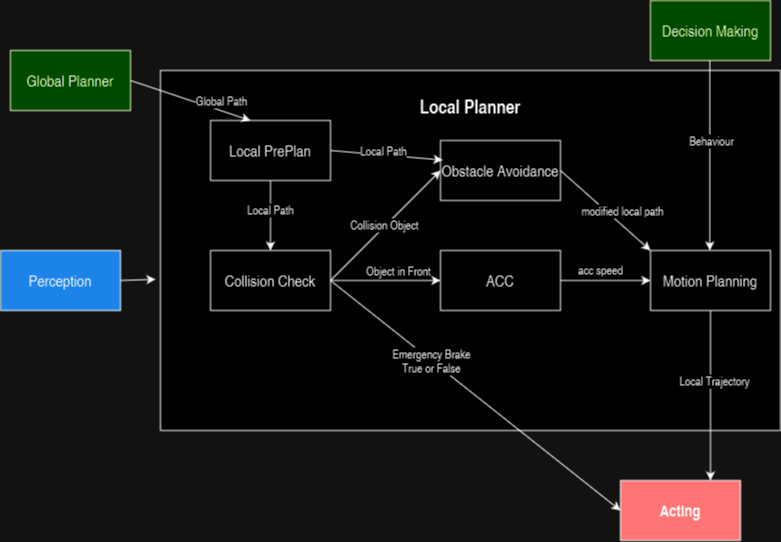 Decision Making
Global Planner
Global Path
Local Planner
Local PrePlan
Local Path
Obstacle Avoidance
Behaviour
Local Path
Collision Object
modified local path
Perception
Collision Check
Object in Front
ACC
acc speed
Motion Planning
Emergency Brake
True or False
Local Trajectory
Acting